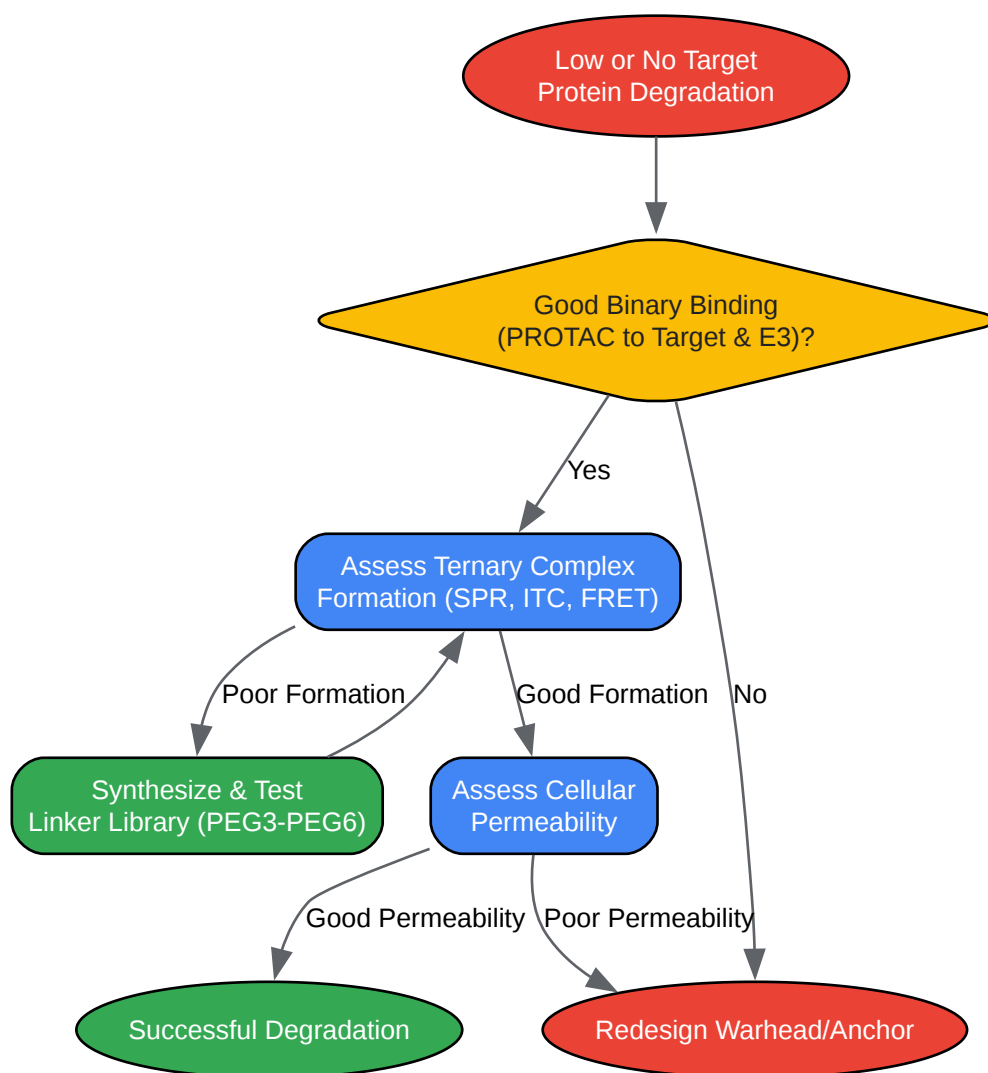 Low or No Target
Protein Degradation
Good Binary Binding
(PROTAC to Target & E3)?
Yes
Assess Ternary Complex
Formation (SPR, ITC, FRET)
Poor Formation
Good Formation
No
Synthesize & Test
Linker Library (PEG3-PEG6)
Assess Cellular
Permeability
Good Permeability
Poor Permeability
Successful Degradation
Redesign Warhead/Anchor